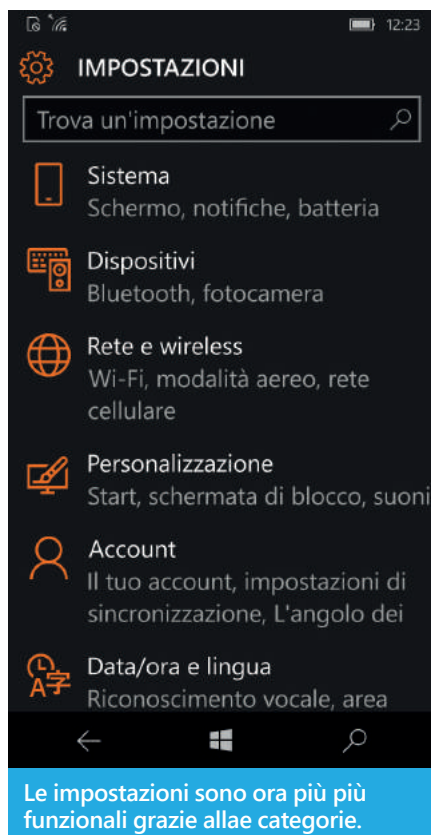 12:23
IMPOSTAZIONI
Trova un'impostazione
Sistema
Schermo, notifiche, batteria
Dispositivi
Bluetooth, fotocamera
Rete e wireless
Wi-Fi, modalità aereo, rete
cellulare
Personalizzazione
Start, schermata di blocco, suoni
Account
Il tuo account, impostazioni di
sincronizzazione, L'angolo dei
Data/ora e lingua
Riconoscimento vocale, area
Le impostazioni sono ora più più
funzionali grazie allae categorie.